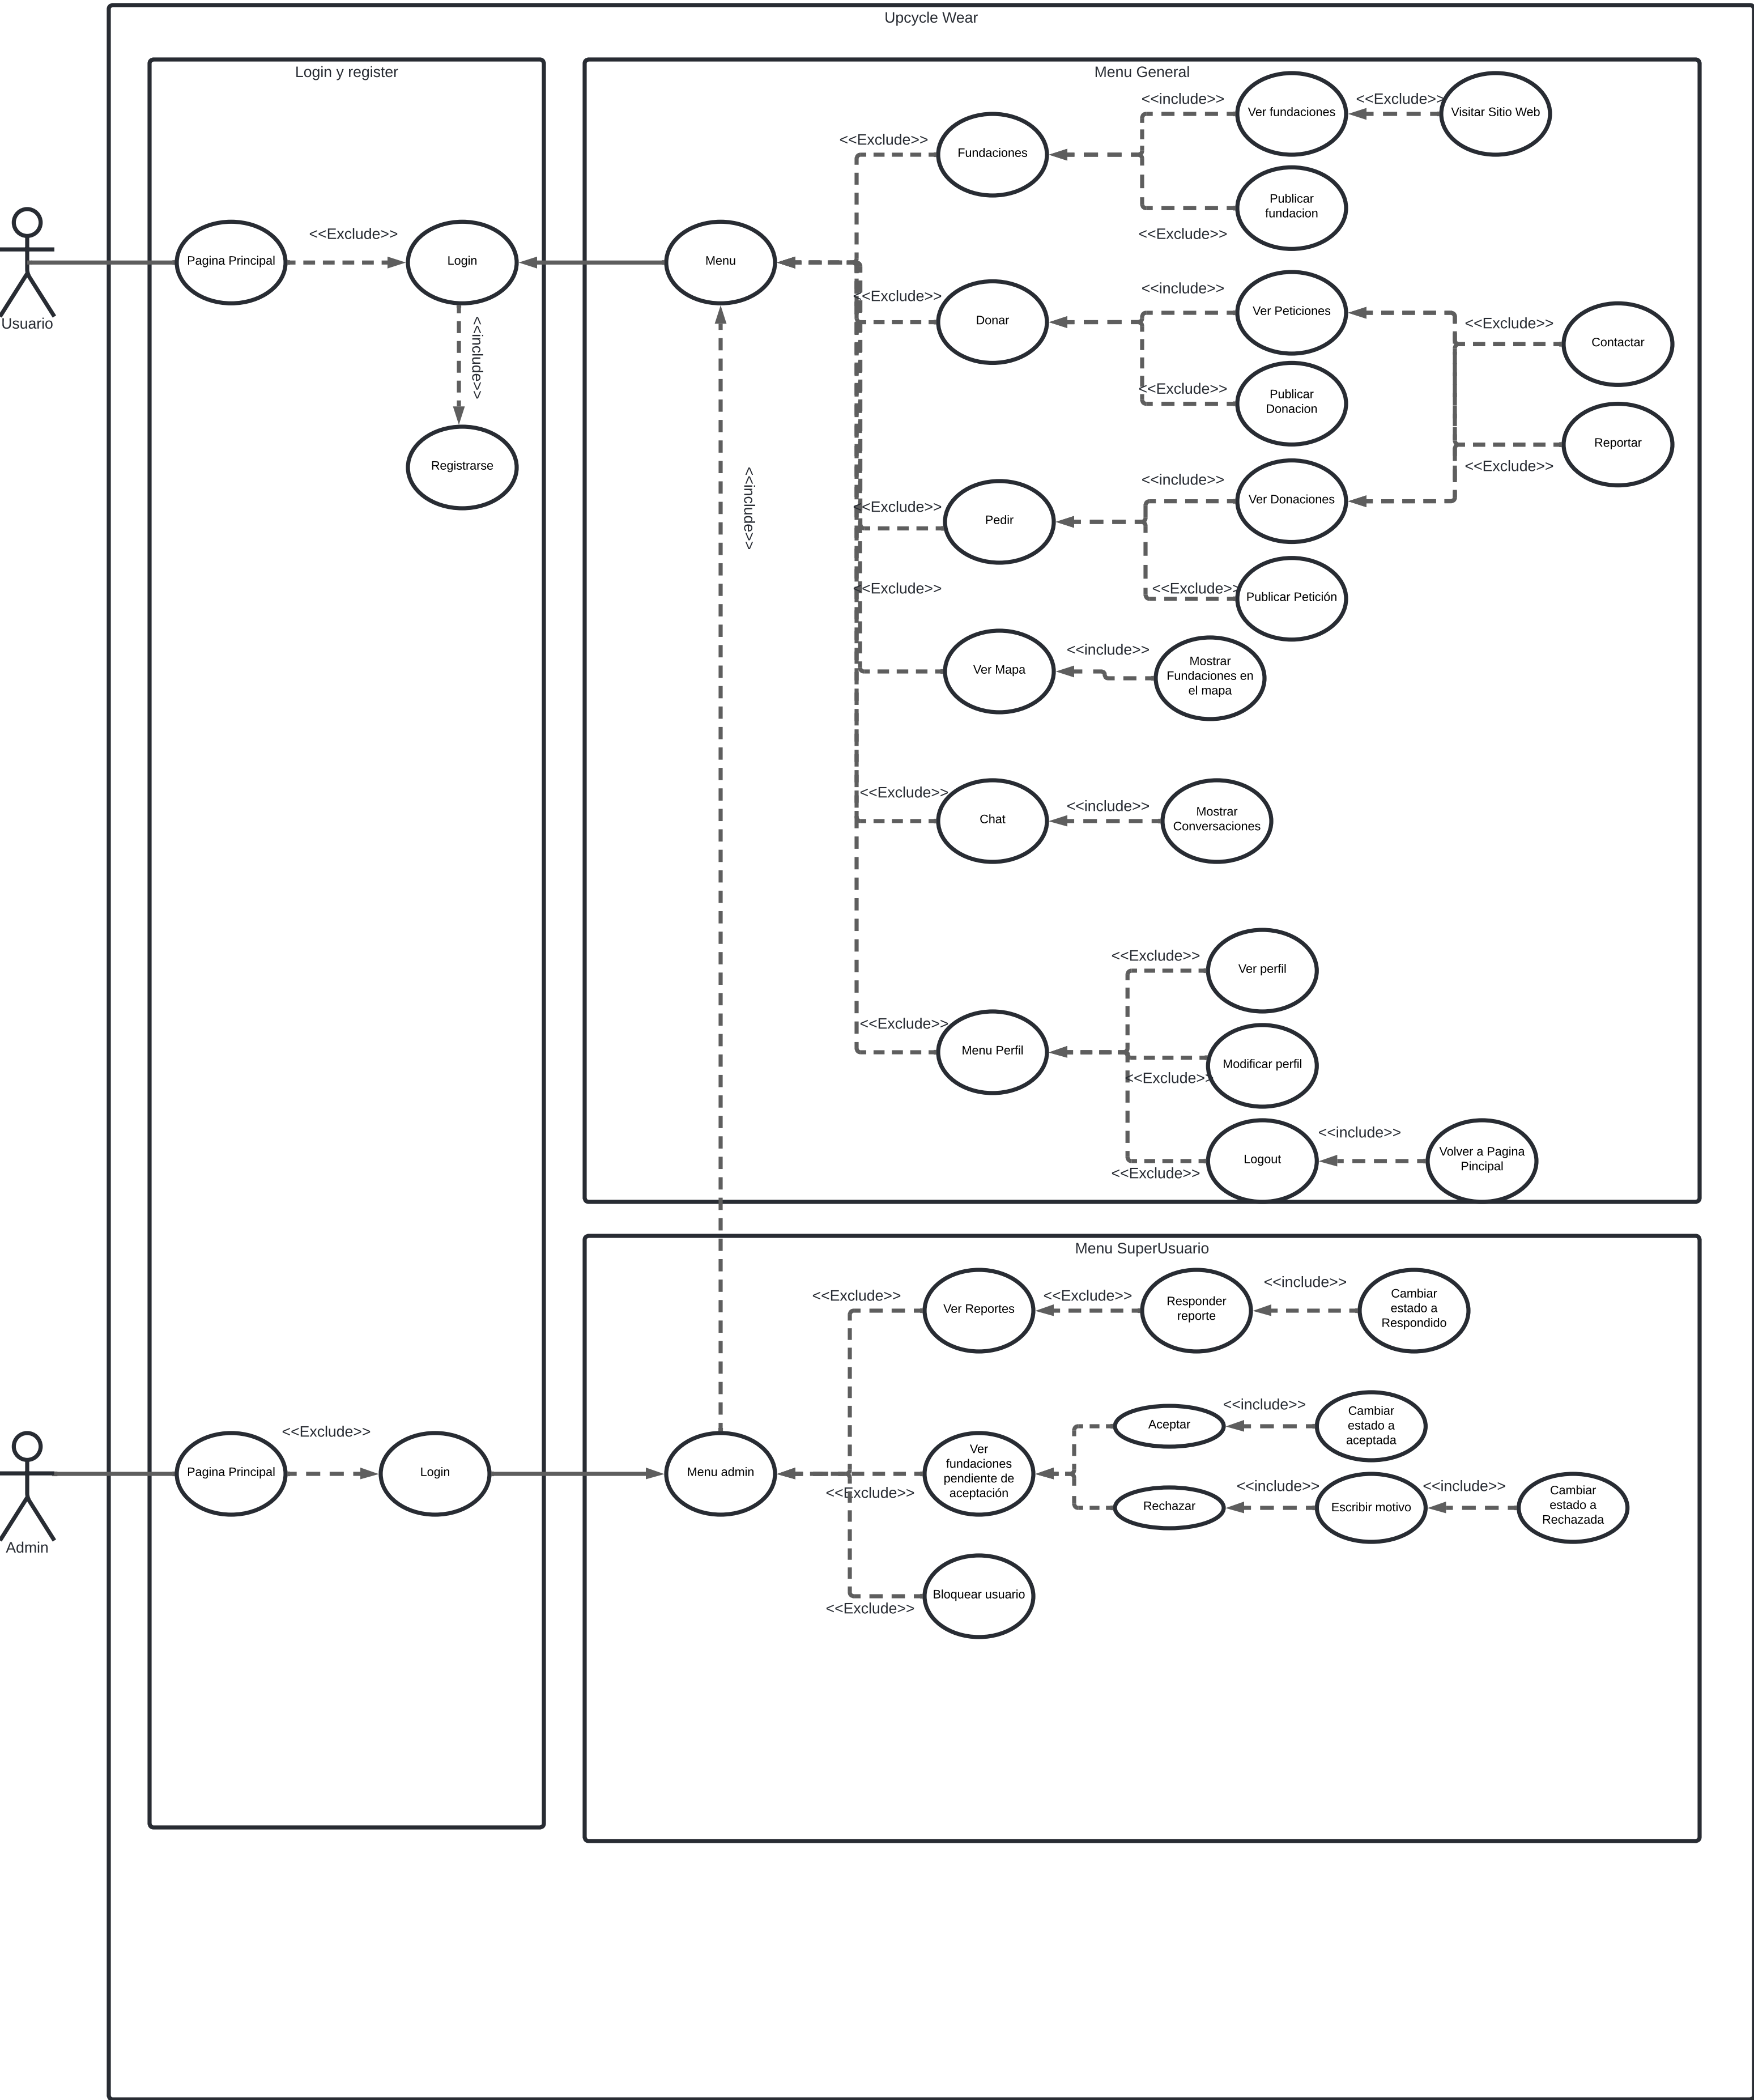 Upcycle Wear
Login y register
Menu General
Usuario
Pagina Principal
<<Exclude>>
Login
<<include>>
Registrarse
Menu
<<include>>
<<Exclude>>
Fundaciones
<<include>>
Ver fundaciones
<<Exclude>>
Visitar Sitio Web
Publicar
fundacion
<<Exclude>>
<<Exclude>>
Donar
<<include>>
Ver Peticiones
<<Exclude>>
Contactar
<<Exclude>>
Publicar
Donacion
Reportar
<<Exclude>>
<<Exclude>>
Pedir
<<include>>
Ver Donaciones
<<Exclude>>
<<Exclude>>
Publicar Petición
Ver Mapa
<<include>>
Mostrar
Fundaciones en
el mapa
<<Exclude>>
Chat
<<include>>
Mostrar
Conversaciones
<<Exclude>>
Menu Perfil
<<Exclude>>
Ver perfil
Modificar perfil
<<Exclude>>
Logout
<<Exclude>>
<<include>>
Volver a Pagina
Pincipal
Menu SuperUsuario
<<Exclude>>
Ver Reportes
<<Exclude>>
Responder
reporte
<<include>>
Cambiar
estado a
Respondido
Admin
Pagina Principal
<<Exclude>>
Login
Menu admin
<<Exclude>>
Ver
fundaciones
pendiente de
aceptación
Aceptar
<<include>>
Cambiar
estado a
aceptada
Rechazar
<<include>>
Escribir motivo
<<include>>
Cambiar
estado a
Rechazada
Bloquear usuario
<<Exclude>>